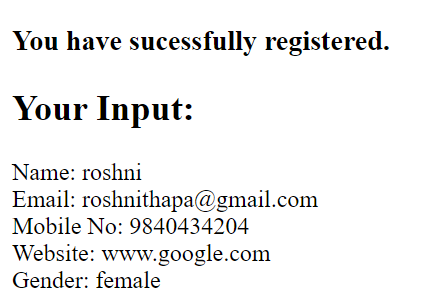 You have sucessfully registered.
Your Input:
Name: roshni
Email: roshnithapa@gmail.com
Mobile No: 9840434204
Website: www.google.com
Gender: female